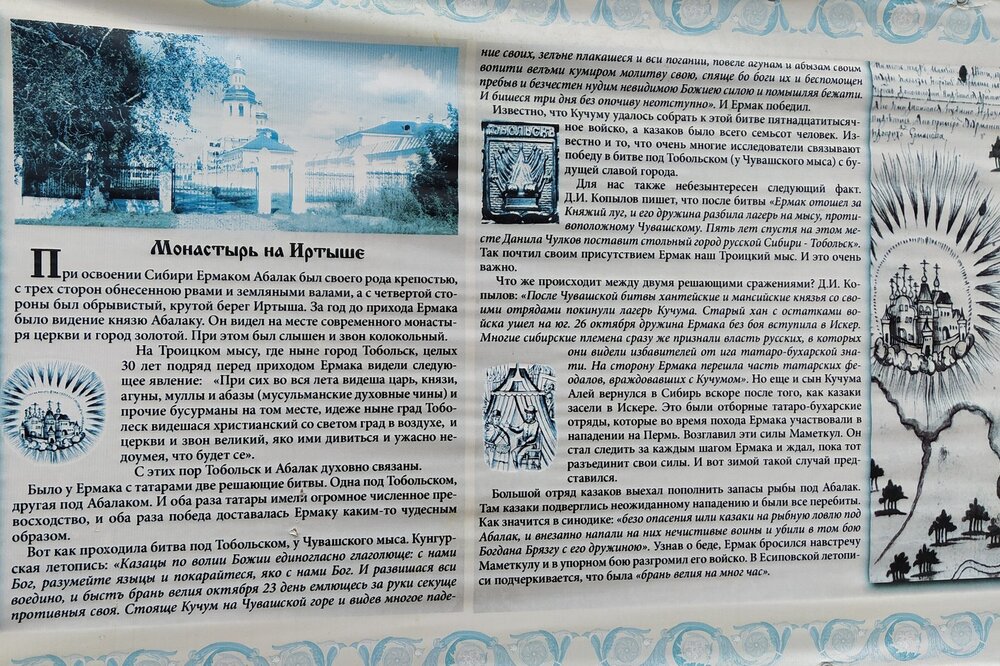 Монастырь на Иртыше
При освоении Сибири Ермаком Абалак был своего рода крепостью,
с трех сторон обнесенною рвами и земляными валами, а с четвертой сто-
роны был обрывистый, крутой берег Иртыша. За год до прихода Ермака
было видение князю Абалаку. Он видел на месте современного монасты-
ря церкви и город золотой. При этом был слышен и звон колокольный.
На Троицком мысу, где ныне город Тобольск, целых
30 лет подряд перед приходом Ермака видели следую-
щее явление: «При сих во вся лета видеша царь, князи,
агуны, муллы и абазы (мусульманские духовные чины) и
прочие бусурманы на том месте, идеже ныне град Тобо-
леск видешася христианский со светом град в воздухе, и
церкви и звон великий, яко ими дивиться и ужасно не-
доумея, что будет се».
С этих пор Тобольск и Абалак духовно связаны.
Было у Ермака с татарами две решающие битвы. Одна под Тобольском,
другая под Абалаком. И оба раза татары имели огромное численное пре-
восходство, и оба раза победа доставалась Ермаку каким-то чудесным
образом.
Вот как проходила битва под Тобольском, у Чувашского мыса. Кунгур-
ская летопись: «Казацы по волии Божии единогласно глаголюще: с нами
Бог, разумейте языцы и покарайтеся, яко с нами Бог. И развишася вси
воедино, и бысть брань велия октября 23 день емлющесь за руки секуще
противныя своя. Стояще Кучум на Чувашской горе и видев многое паде-
ние своих, зельне плакашеся и вси погании, повеле агунам и абызам своим
вопити вельми кумиром молитву свою, спяще бо боги их и беспомощен
пребыв и безчестен нудим невидимою Божиею силою и помышляя бежати.
И бишеся три дня без опочиву неотступно». И Ермак победил.
Известно, что Кучуму удалось собрать к этой битве пятнадцатитысяч-
ТОБОЛЬСКЪ
ное войско, а казаков было всего семьсот человек. Из-
вестно и то, что очень многие исследователи связывают
победу в битве под Тобольском (у Чувашского мыса) с бу-
дущей славой города.
Для нас также небезынтересен следующий факт.
Д.И. Копылов пишет, что после битвы «Ермак отошел за
Княжий луг, и его дружина разбила лагерь на мысу, проти-
воположному Чувашскому. Пять лет спустя на этом ме-
сте Данила Чулков поставит стольный город русской Сибири - Тобольск».
Так почтил своим присутствием Ермак наш Троицкий мыс. И это очень
важно.
Что же происходит между двумя решающими сражениями? Д.И. Ко-
пылов: «После Чувашской битвы хантейские и мансийские князья со сво-
ими отрядами покинули лагерь Кучума. Старый хан с остатками
войска ушел на юг. 26 октября дружина Ермака без боя вступила в Искер.
Многие сибирские племена сразу же признали власть русских, в которых
они видели избавителей от ига татаро-бухарской зна-
ти. На сторону Ермака перешла часть татарских фе-
одалов, враждовавших с Кучумом». Но еще и сын Кучума
Алей вернулся в Сибирь вскоре после того, как казаки
засели в Искере. Это были отборные татаро-бухарские
отряды, которые во время похода Ермака участвовали в
нападении на Пермь. Возглавил эти силы Маметкул. Он
стал следить за каждым шагом Ермака и ждал, пока тот
разъединит свои силы. И вот зимой такой случай пред-
ставился.
Большой отряд казаков выехал пополнить запасы рыбы под Абалак.
Там казаки подверглись неожиданному нападению и были все перебиты.
Как значится в синодике: «безо опасения шли казаки на рыбную ловлю под
Абалак, и внезапно напали на них нечистивые воины и убили в том бою
Богдана Брязгу с его дружиною». Узнав о беде, Ермак бросился навстречу
Маметкулу и в упорном бою разгромил его войско. В Есиповской летопи-
си подчеркивается, что была «брань велия на мног час».